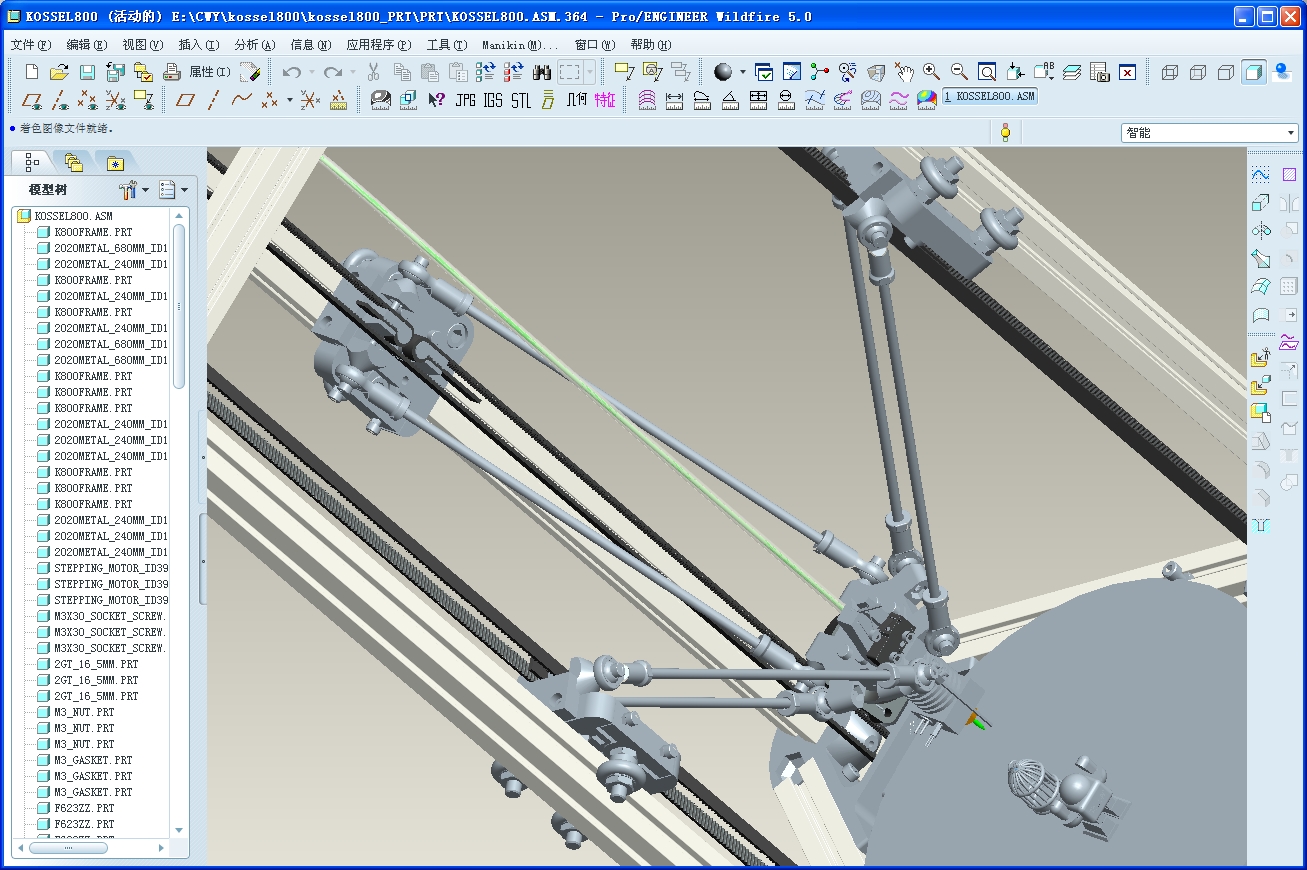 KOSSEL800 (活动的) E:\CWY\kossel800\kossel800_PRT\PRT\KOSSEL800.ASM.364 - Pro/ENGINEER Wildfire 5.0
文件(F) 编辑(E) 视图(V) 插入(I) 分析(A) 信息(N) 应用程序(P) 工具(T) Manikin(M)... 窗口(W) 帮助(H)
属性(I)
JPG IGS STL 几何 特征 1 KOSSEL800.ASM
着色图像文件就绪.
智能
模型树
KOSSEL800.ASM
K800FRAME.PRT
2020METAL_680MM_ID1
2020METAL_240MM_ID1
K800FRAME.PRT
2020METAL_240MM_ID1
K800FRAME.PRT
2020METAL_240MM_ID1
2020METAL_680MM_ID1
2020METAL_680MM_ID1
K800FRAME.PRT
K800FRAME.PRT
K800FRAME.PRT
2020METAL_240MM_ID1
2020METAL_240MM_ID1
2020METAL_240MM_ID1
K800FRAME.PRT
K800FRAME.PRT
K800FRAME.PRT
2020METAL_240MM_ID1
2020METAL_240MM_ID1
2020METAL_240MM_ID1
STEPPING_MOTOR_ID39
STEPPING_MOTOR_ID39
STEPPING_MOTOR_ID39
M3X30_SOCKET_SCREW.
M3X30_SOCKET_SCREW.
M3X30_SOCKET_SCREW.
2GT_16_5MM.PRT
2GT_16_5MM.PRT
2GT_16_5MM.PRT
M3_NUT.PRT
M3_NUT.PRT
M3_NUT.PRT
M3_GASKET.PRT
M3_GASKET.PRT
M3_GASKET.PRT
F623ZZ.PRT
F623ZZ.PRT